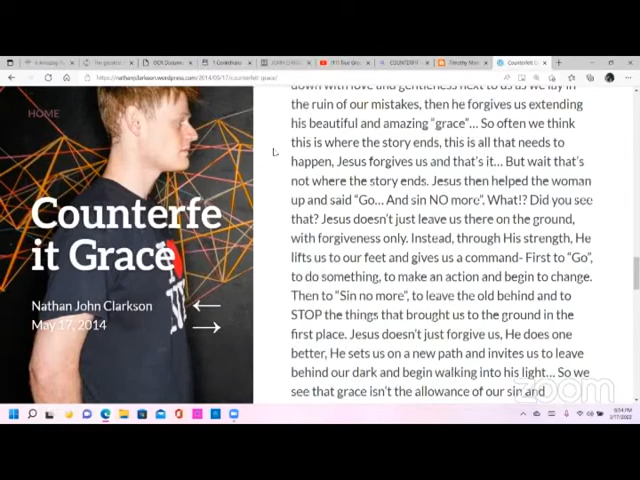 https://nathanjclarkson.wordpress.com/2014/05/17/counterfeit-grace/
HOME
Counterfe
it Grace
Nathan John Clarkson
May 17, 2014
down with love and gentleness next to us as we lay in
the ruin of our mistakes, then he forgives us extending
his beautiful and amazing "grace"... So often we think
this is where the story ends, this is all that needs to
happen, Jesus forgives us and that's it... But wait that's
not where the story ends. Jesus then helped the woman
up and said "Go... And sin NO more". What!? Did you see
that? Jesus doesn't just leave us there on the ground,
with forgiveness only. Instead, through His strength, He
lifts us to our feet and gives us a command- First to "Go",
to do something, to make an action and begin to change.
Then to "Sin no more", to leave the old behind and to
STOP the things that brought us to the ground in the
first place. Jesus doesn't just forgive us, He does one
better, He sets us on a new path and invites us to leave
behind our dark and begin walking into his light... So we
see that grace isn't the allowance of our sin and
zoom